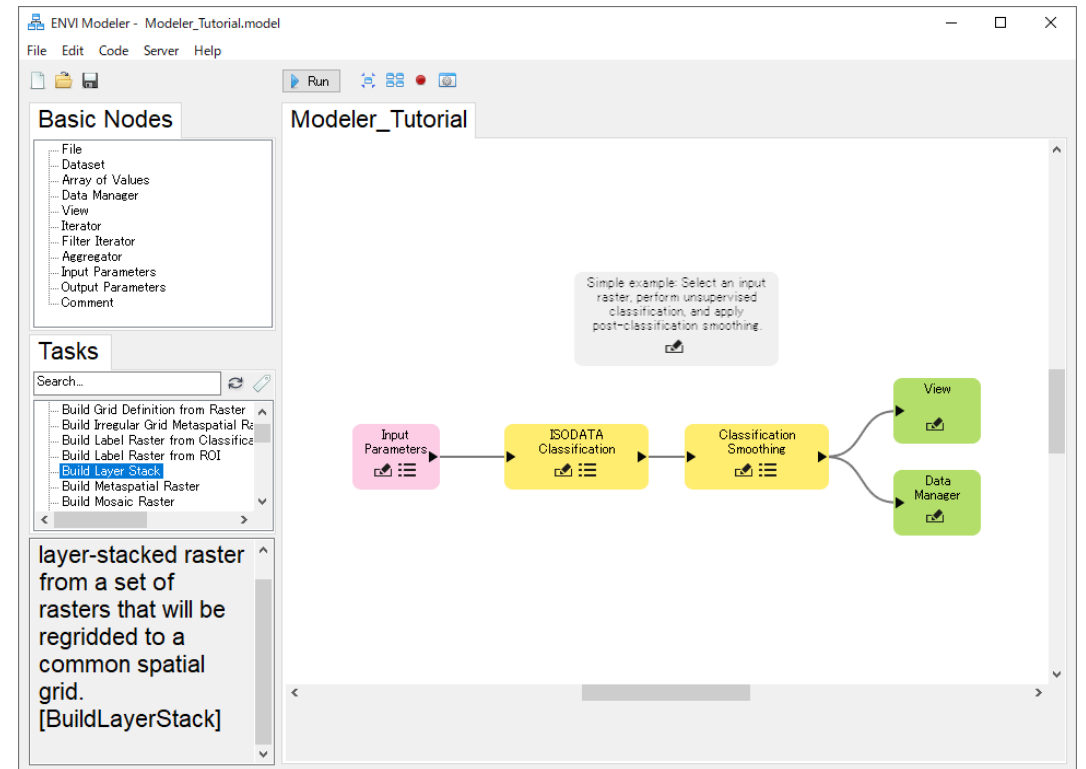 ENVI Modeler - Modeler_Tutorial.model
File Edit Code Server Help
Run
Basic Nodes
File
Dataset
Array of Values
Data Manager
View
Iterator
Filter Iterator
Aggregator
Input Parameters
Output Parameters
Comment
Tasks
Search...
Build Grid Definition from Raster
Build Irregular Grid Metaspatial Ra
Build Label Raster from Classifica
Build Label Raster from ROI
Build Layer Stack
Build Metaspatial Raster
Build Mosaic Raster
layer-stacked raster
from a set of
rasters that will be
regridded to a
common spatial
grid.
[BuildLayerStack]
Modeler_Tutorial
Simple example: Select an input
raster, perform unsupervised
classification, and apply
post-classification smoothing.
Input
Parameters
ISODATA
Classification
Classification
Smoothing
View
Data
Manager